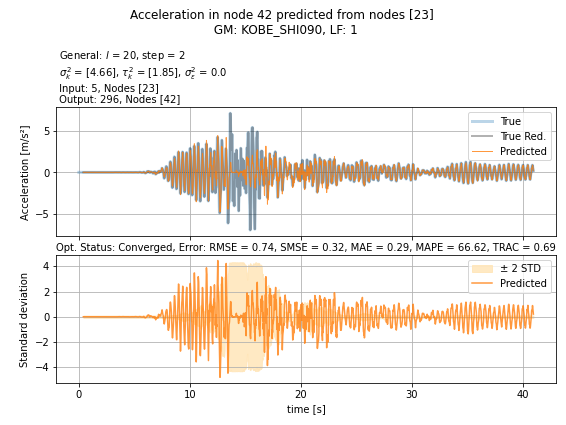 Acceleration in node 42 predicted from nodes [23]
GM: KOBE_SHI090, LF: 1
General: l = 20, step = 2
σ²ₖ = [4.66], τ²ₖ = [1.85], σ²ε = 0.0
Input: 5, Nodes [23]
Output: 296, Nodes [42]
Acceleration [m/s²]
5
0
−5
True
True Red.
Predicted
Opt. Status: Converged, Error: RMSE = 0.74, SMSE = 0.32, MAE = 0.29, MAPE = 66.62, TRAC = 0.69
Standard deviation
4
2
0
−2
−4
± 2 STD
Predicted
0 10 20 30 40
time [s]